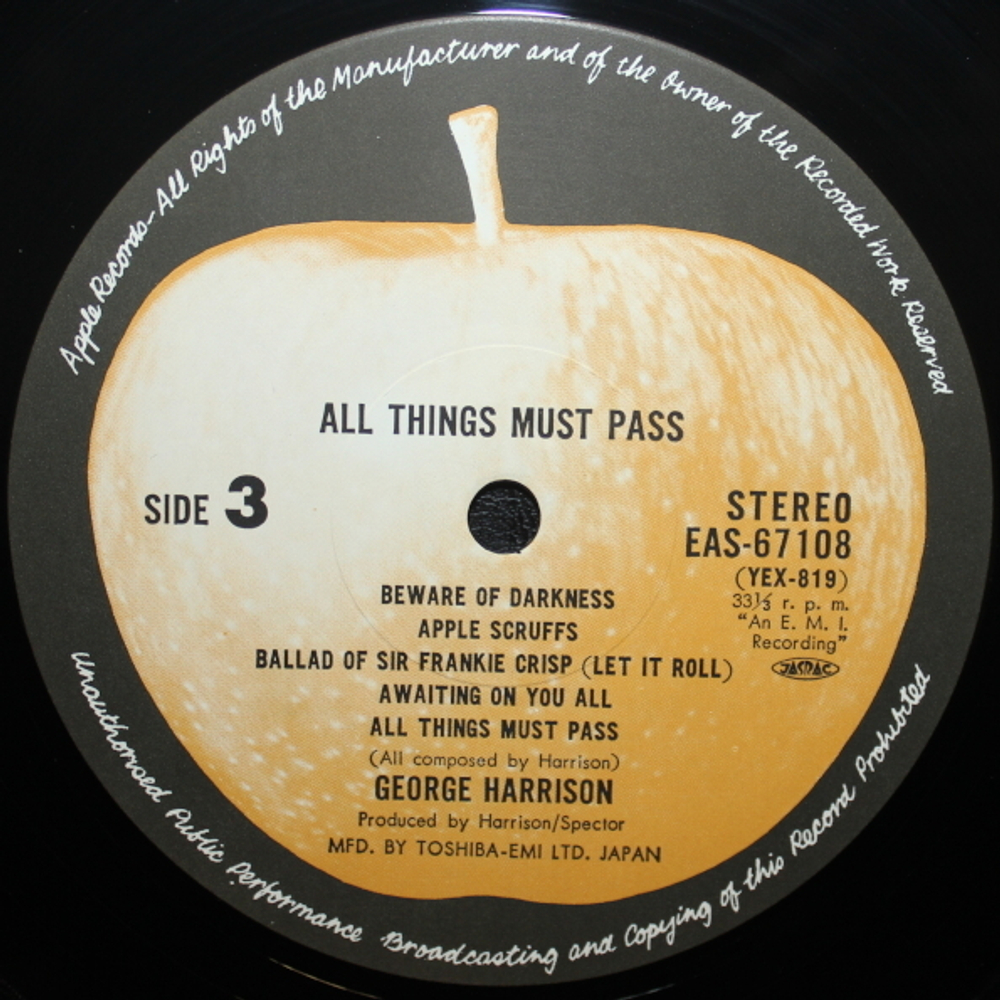 Apple Records-All Rights of the Manufacturer and of the Owner of the Recorded Work Reserved
ALL THINGS MUST PASS
SIDE 3
STEREO
EAS-67108
(YEX-819)
33⅓ r. p. m.
"An E. M. I.
Recording"
JASRAC
BEWARE OF DARKNESS
APPLE SCRUFFS
BALLAD OF SIR FRANKIE CRISP (LET IT ROLL)
AWAITING ON YOU ALL
ALL THINGS MUST PASS
(All composed by Harrison)
GEORGE HARRISON
Produced by Harrison/Spector
MFD. BY TOSHIBA-EMI LTD. JAPAN
Unauthorised Public Performance Broadcasting and Copying of this Record Prohibited